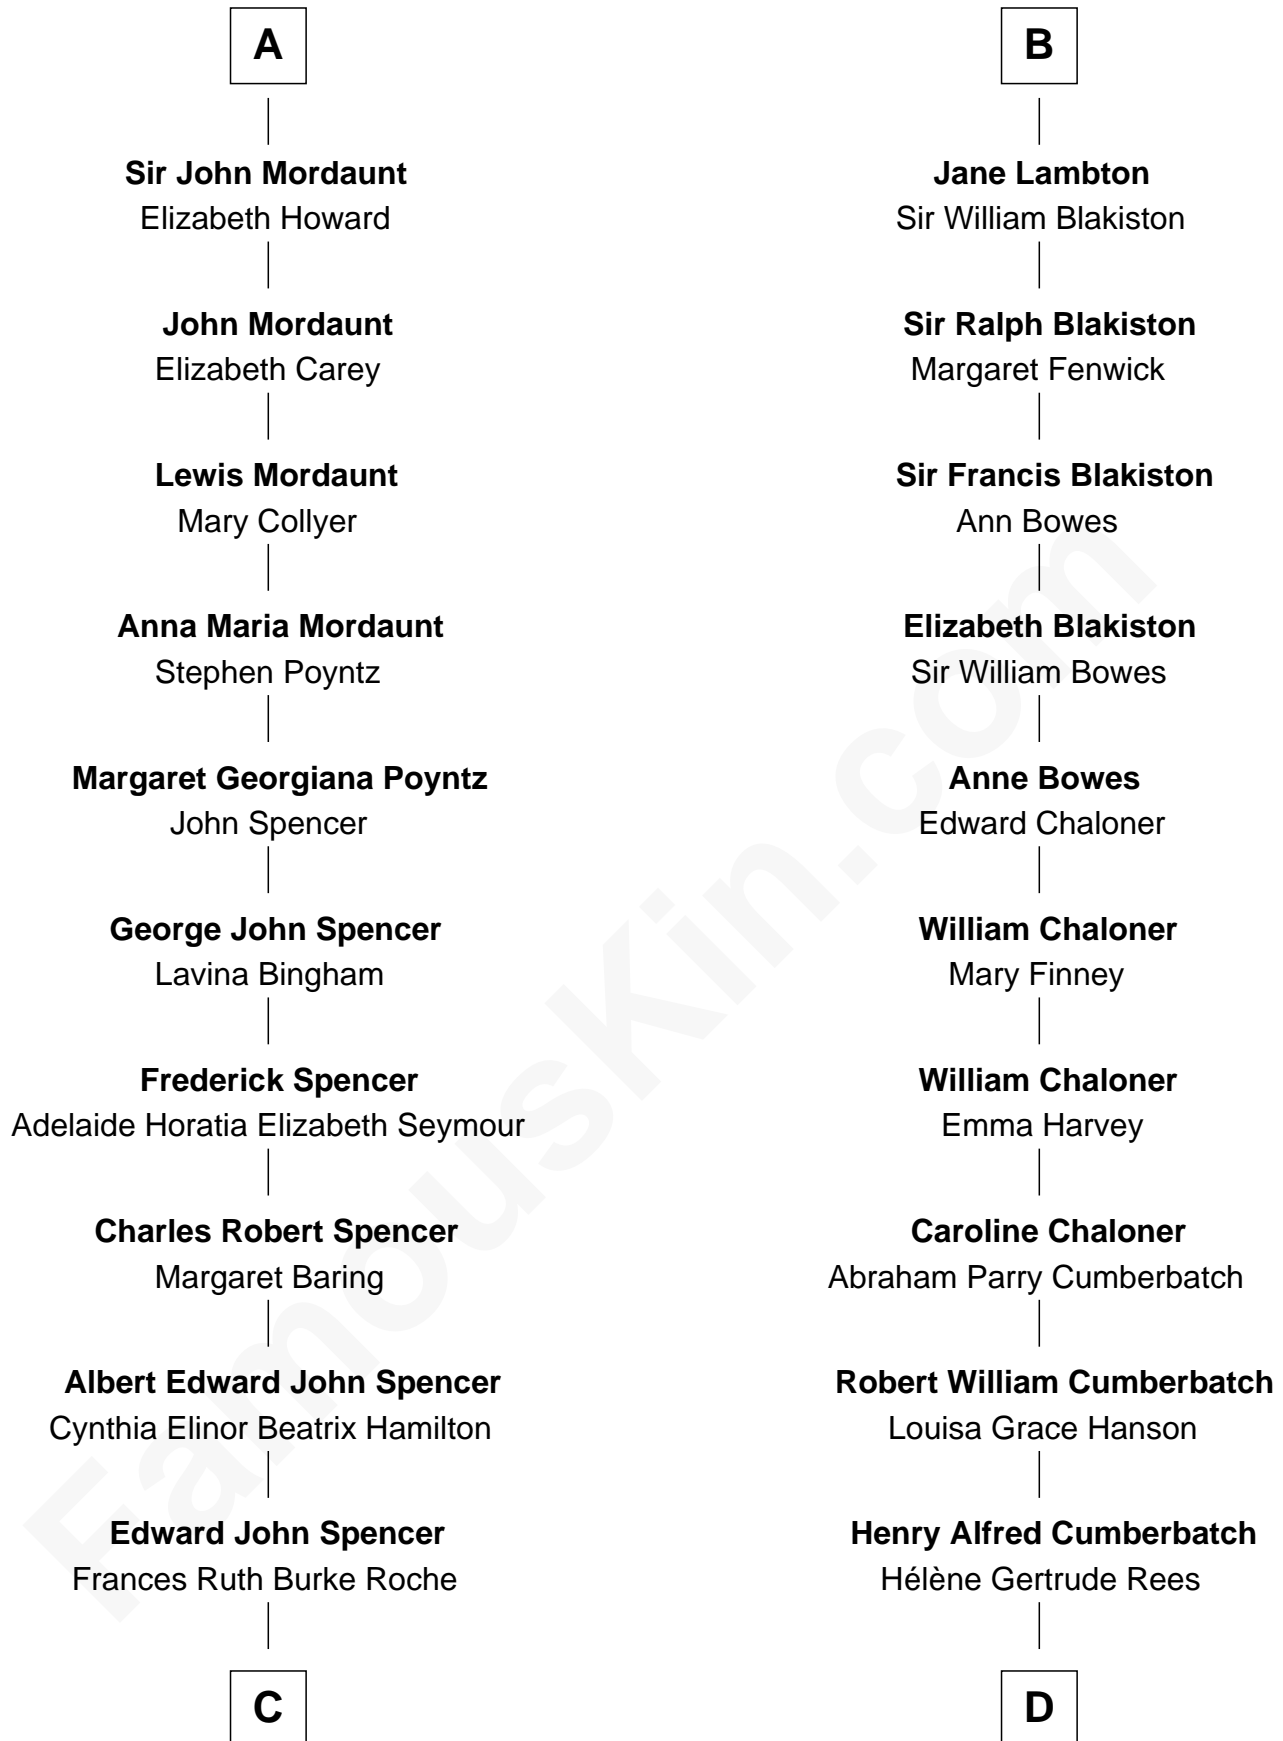 A
Sir John Mordaunt
Elizabeth Howard
John Mordaunt
Elizabeth Carey
Lewis Mordaunt
Mary Collyer
Anna Maria Mordaunt
Stephen Poyntz
Margaret Georgiana Poyntz
John Spencer
George John Spencer
Lavina Bingham
Frederick Spencer
Adelaide Horatia Elizabeth Seymour
Charles Robert Spencer
Margaret Baring
Albert Edward John Spencer
Cynthia Elinor Beatrix Hamilton
Edward John Spencer
Frances Ruth Burke Roche
C
B
Jane Lambton
Sir William Blakiston
Sir Ralph Blakiston
Margaret Fenwick
Sir Francis Blakiston
Ann Bowes
Elizabeth Blakiston
Sir William Bowes
Anne Bowes
Edward Chaloner
William Chaloner
Mary Finney
William Chaloner
Emma Harvey
Caroline Chaloner
Abraham Parry Cumberbatch
Robert William Cumberbatch
Louisa Grace Hanson
Henry Alfred Cumberbatch
Hélène Gertrude Rees
D
FamousKin.com